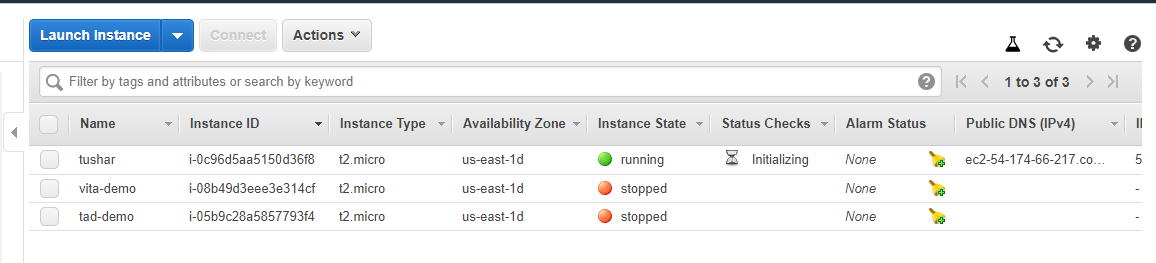 Launch Instance Connect Actions
Filter by tags and attributes or search by keyword ? 1 to 3 of 3
Name Instance ID Instance Type Availability Zone Instance State Status Checks Alarm Status Public DNS (IPv4)
tushar i-0c96d5aa5150d36f8 t2.micro us-east-1d running Initializing None ec2-54-174-66-217.co... 5
vita-demo i-08b49d3eee3e314cf t2.micro us-east-1d stopped None -
tad-demo i-05b9c28a5857793f4 t2.micro us-east-1d stopped None -